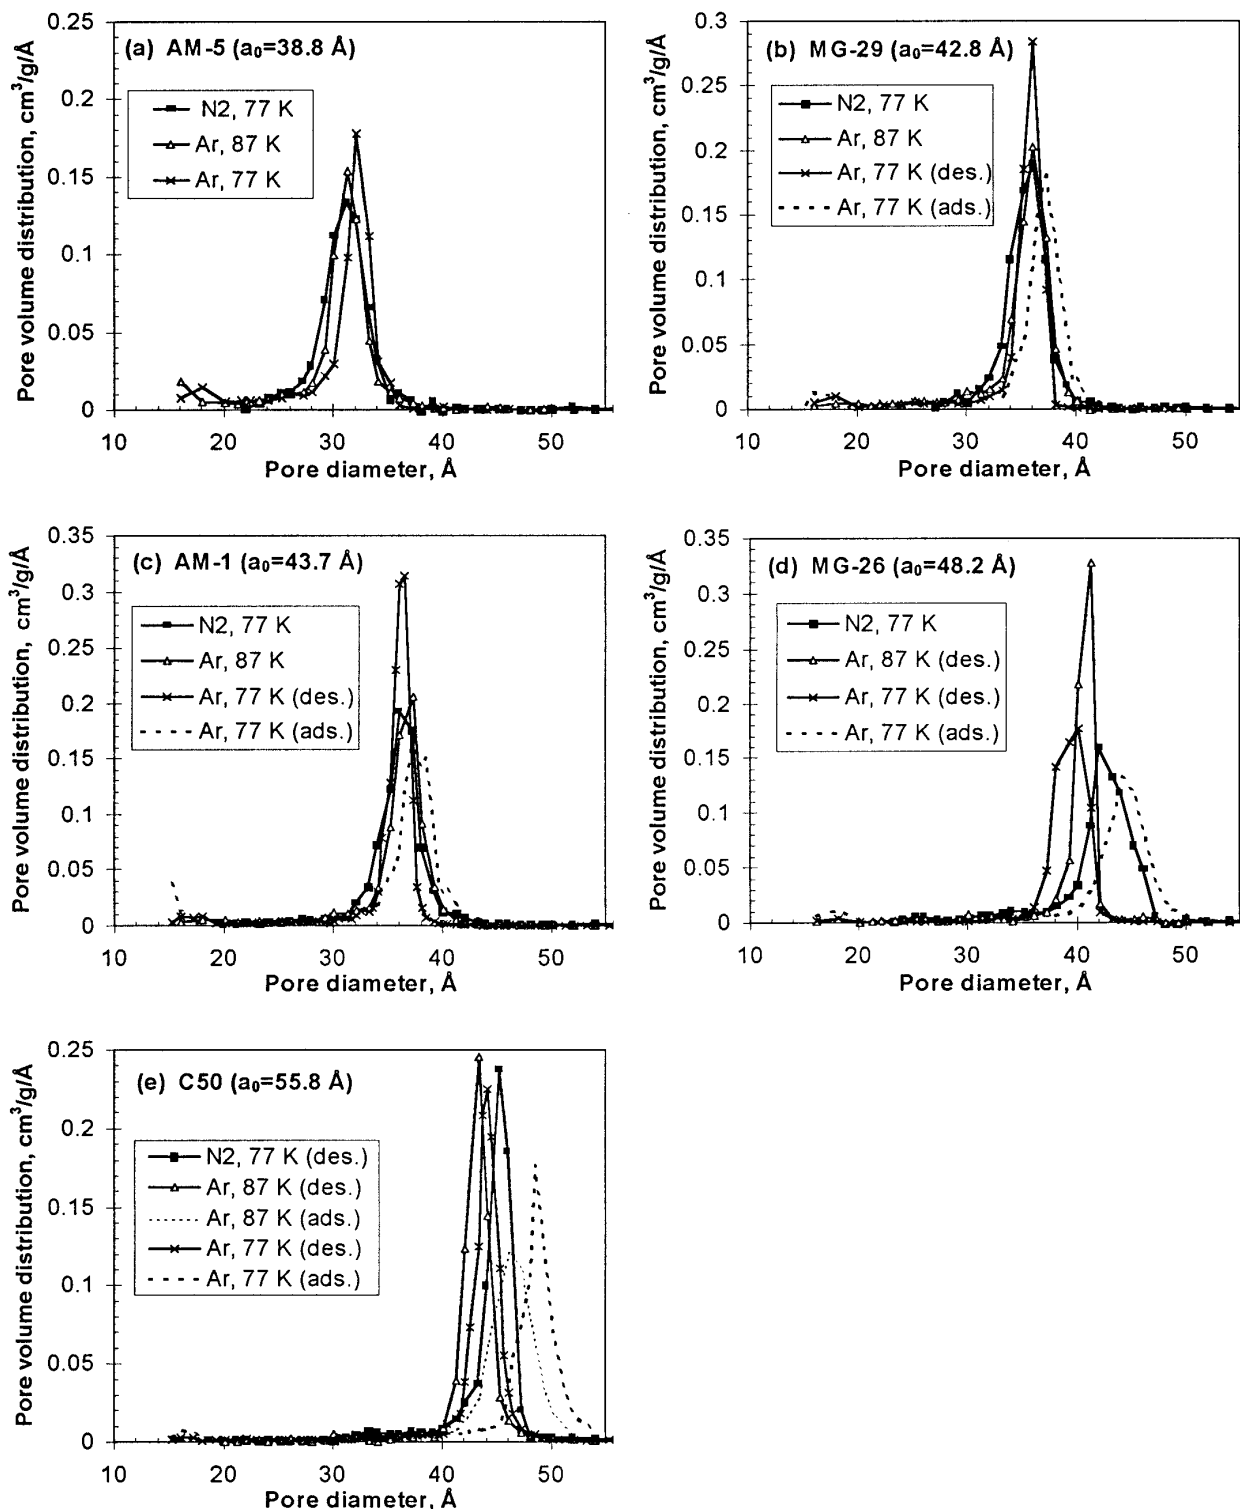 Pore volume distribution, cm³/g/Å
0.25
0.2
0.15
0.1
0.05
0
(a) AM-5 (a₀=38.8 Å)
N2, 77 K
Ar, 87 K
Ar, 77 K
10 20 30 40 50
Pore diameter, Å
Pore volume distribution, cm³/g/Å
0.3
0.25
0.2
0.15
0.1
0.05
0
(b) MG-29 (a₀=42.8 Å)
N2, 77 K
Ar, 87 K
Ar, 77 K (des.)
Ar, 77 K (ads.)
10 20 30 40 50
Pore diameter, Å
Pore volume distribution, cm³/g/Å
0.35
0.3
0.25
0.2
0.15
0.1
0.05
0
(c) AM-1 (a₀=43.7 Å)
N2, 77 K
Ar, 87 K
Ar, 77 K (des.)
Ar, 77 K (ads.)
10 20 30 40 50
Pore diameter, Å
Pore volume distribution, cm³/g/Å
0.35
0.3
0.25
0.2
0.15
0.1
0.05
0
(d) MG-26 (a₀=48.2 Å)
N2, 77 K
Ar, 87 K (des.)
Ar, 77 K (des.)
Ar, 77 K (ads.)
10 20 30 40 50
Pore diameter, Å
Pore volume distribution, cm³/g/Å
0.25
0.2
0.15
0.1
0.05
0
(e) C50 (a₀=55.8 Å)
N2, 77 K (des.)
Ar, 87 K (des.)
Ar, 87 K (ads.)
Ar, 77 K (des.)
Ar, 77 K (ads.)
10 20 30 40 50
Pore diameter, Å